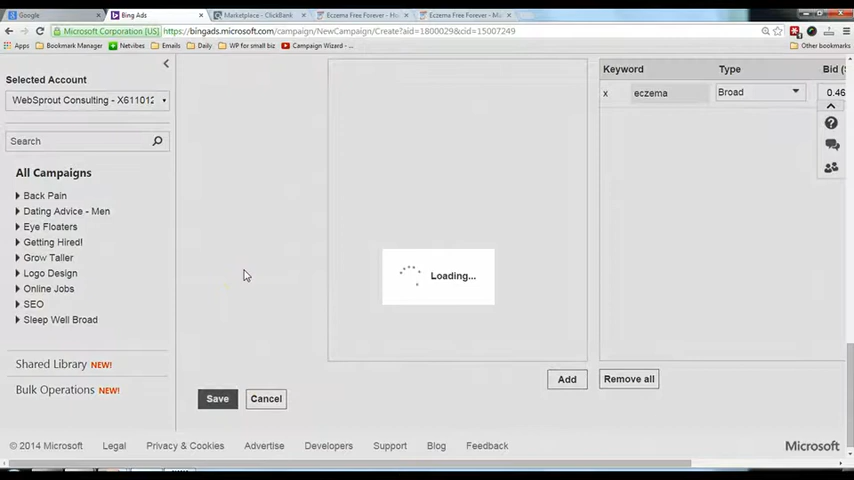 Google
Bing Ads
Marketplace - ClickBank
Eczema Free Forever - H
Eczema Free Forever - M
Microsoft Corporation [US]
https://bingads.microsoft.com/campaign/NewCampaign/Create?aid=1800029&cid=15007249
Apps
Bookmark Manager
Netvibes
Emails
Daily
WP for small biz
Campaign Wizard - ...
Other bookmarks
Selected Account
WebSprout Consulting - X611012
Search
All Campaigns
Back Pain
Dating Advice - Men
Eye Floaters
Getting Hired!
Grow Taller
Logo Design
Online Jobs
SEO
Sleep Well Broad
Shared Library NEW!
Bulk Operations NEW!
Keyword Type Bid (
x eczema Broad 0.46
Loading...
Add
Remove all
Save
Cancel
© 2014 Microsoft Legal Privacy & Cookies Advertise Developers Support Blog Feedback
Microsoft